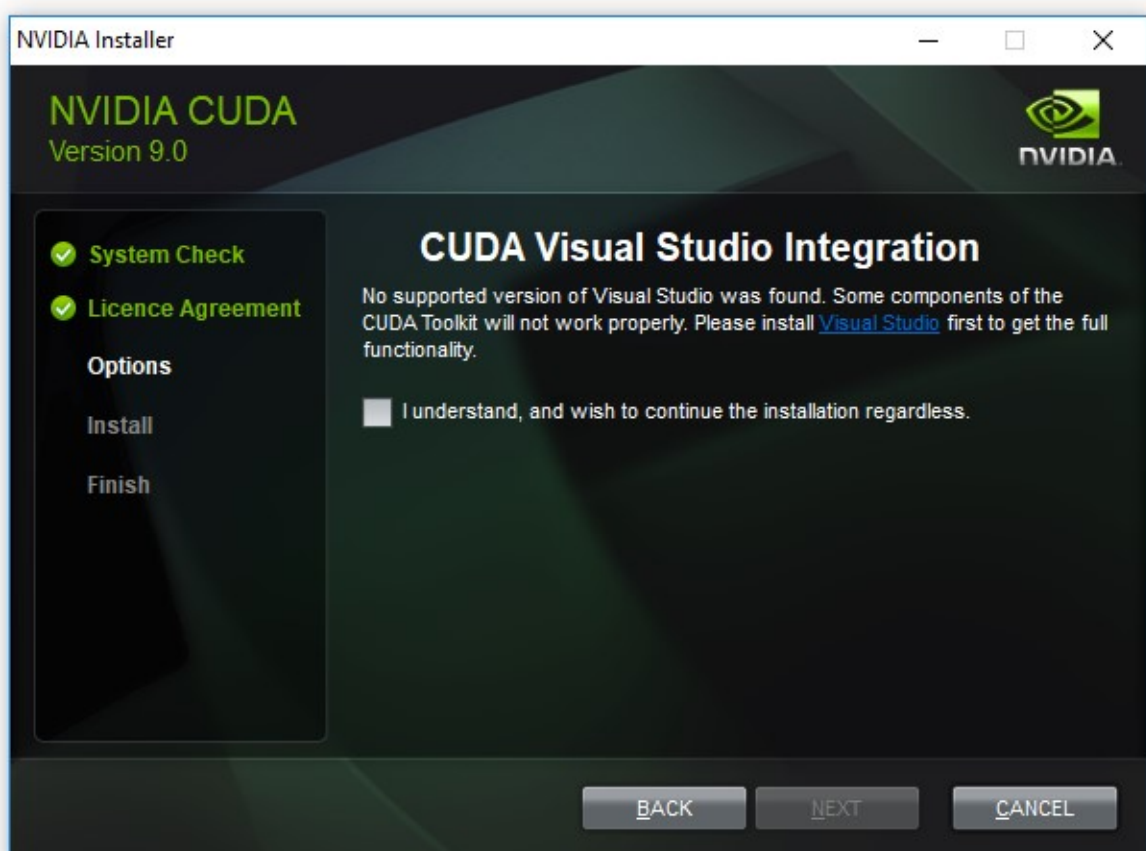 NVIDIA Installer
NVIDIA CUDA
Version 9.0
NVIDIA.
System Check
Licence Agreement
Options
Install
Finish
CUDA Visual Studio Integration
No supported version of Visual Studio was found. Some components of the
CUDA Toolkit will not work properly. Please install Visual Studio first to get the full
functionality.
I understand, and wish to continue the installation regardless.
BACK
NEXT
CANCEL